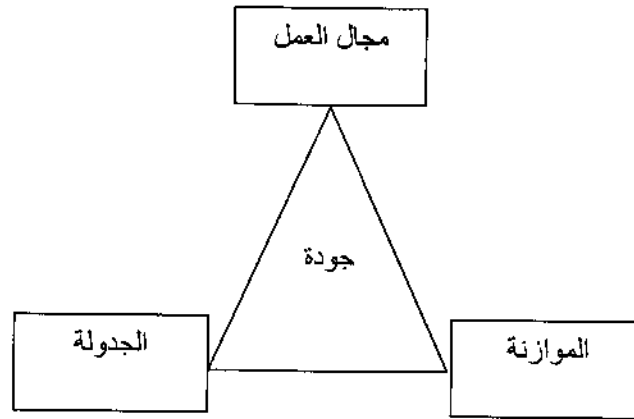 مجال العمل
جودة
الجدولة
الموازنة